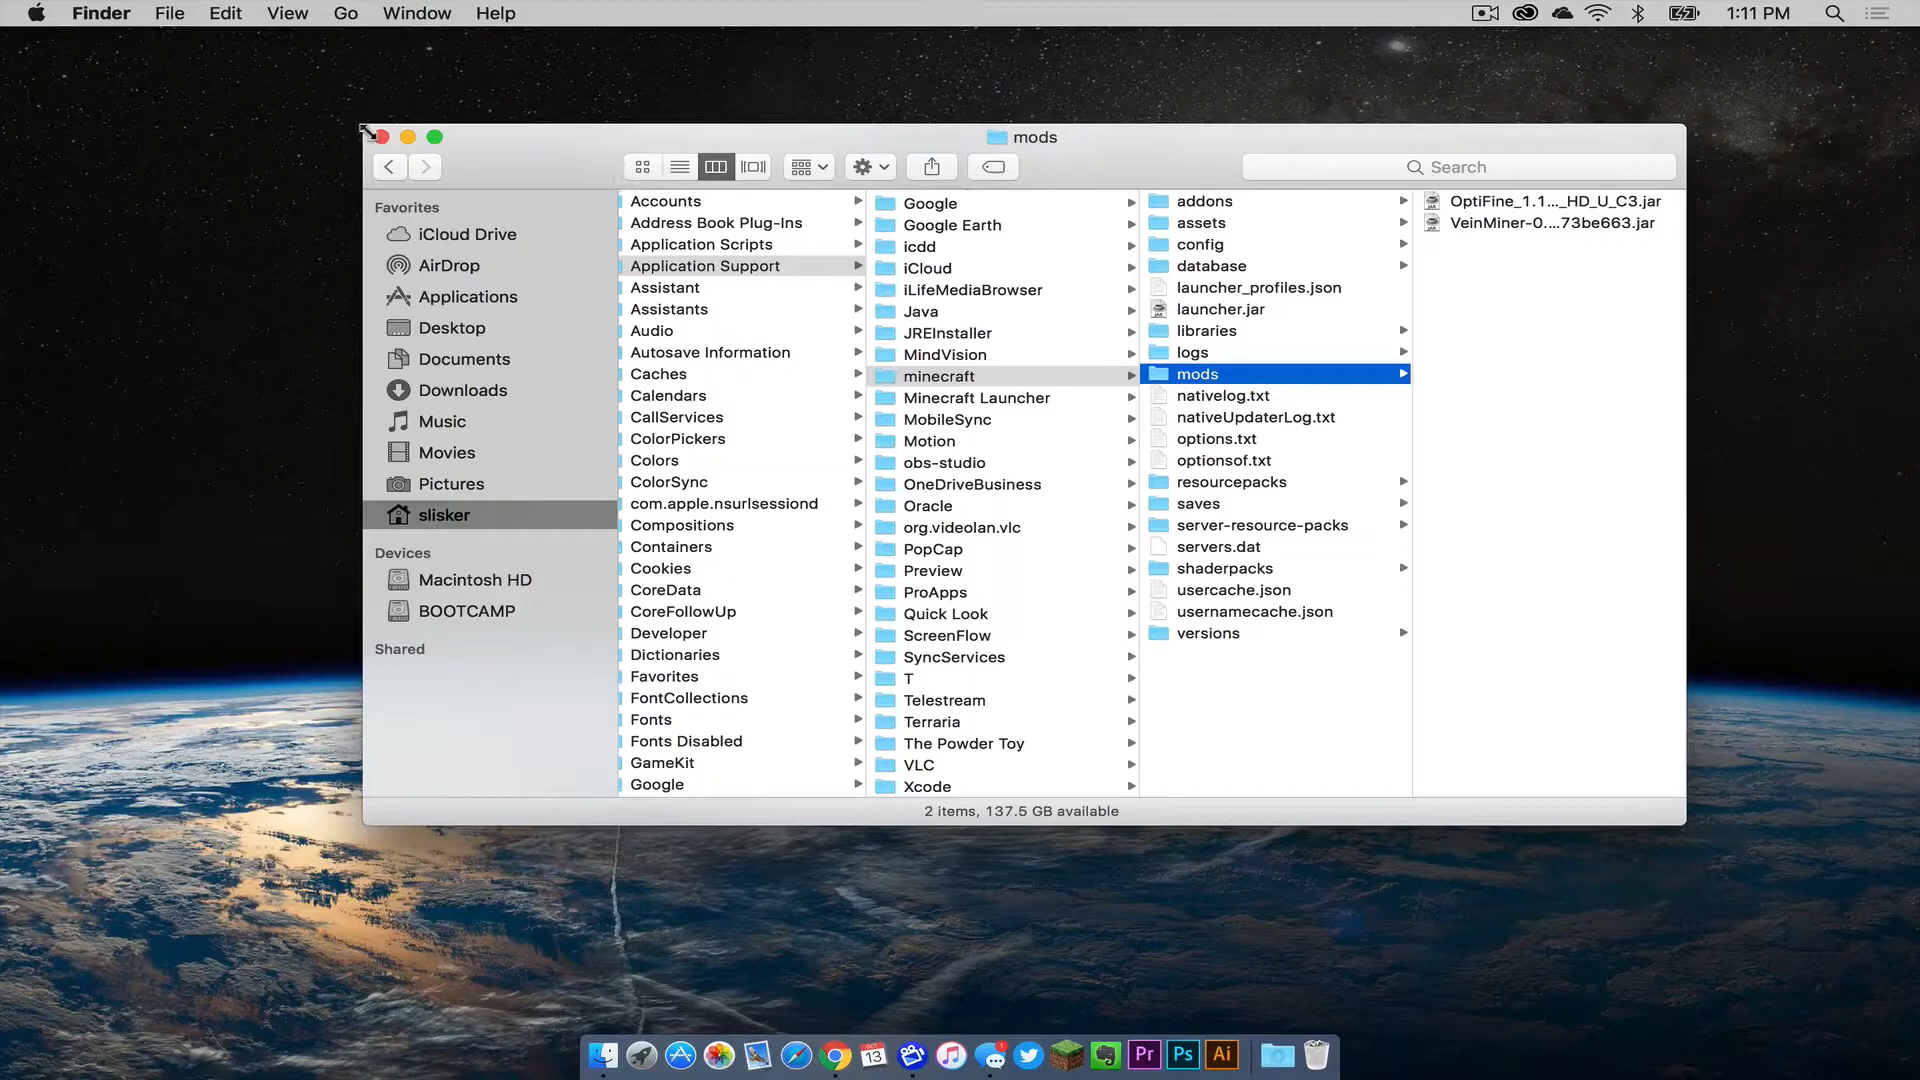 Finder File Edit View Go Window Help 1:11 PM
mods
Search
Favorites
iCloud Drive
AirDrop
Applications
Desktop
Documents
Downloads
Music
Movies
Pictures
slisker
Devices
Macintosh HD
BOOTCAMP
Shared
Accounts
Address Book Plug-Ins
Application Scripts
Application Support
Assistant
Assistants
Audio
Autosave Information
Caches
Calendars
CallServices
ColorPickers
Colors
ColorSync
com.apple.nsurlsessiond
Compositions
Containers
Cookies
CoreData
CoreFollowUp
Developer
Dictionaries
Favorites
FontCollections
Fonts
Fonts Disabled
GameKit
Google
Google
Google Earth
icdd
iCloud
iLifeMediaBrowser
Java
JREInstaller
MindVision
minecraft
Minecraft Launcher
MobileSync
Motion
obs-studio
OneDriveBusiness
Oracle
org.videolan.vlc
PopCap
Preview
ProApps
Quick Look
ScreenFlow
SyncServices
T
Telestream
Terraria
The Powder Toy
VLC
Xcode
addons
assets
config
database
launcher_profiles.json
launcher.jar
libraries
logs
mods
nativelog.txt
nativeUpdaterLog.txt
options.txt
optionsof.txt
resourcepacks
saves
server-resource-packs
servers.dat
shaderpacks
usercache.json
usernamecache.json
versions
OptiFine_1.1..._HD_U_C3.jar
VeinMiner-0....73be663.jar
2 items, 137.5 GB available
OCT
13
1
Pr Ps Ai